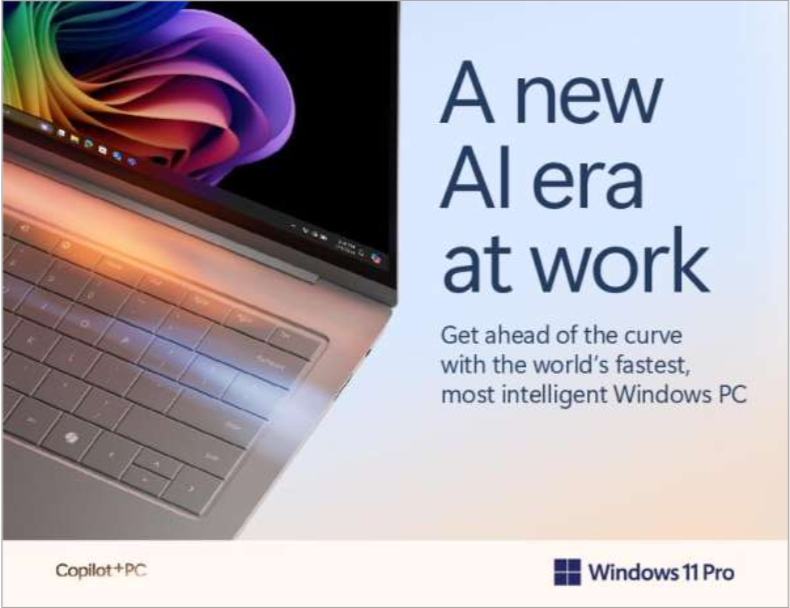 A new
AI era
at work
Get ahead of the curve
with the world's fastest,
most intelligent Windows PC
Copilot+PC
Windows 11 Pro